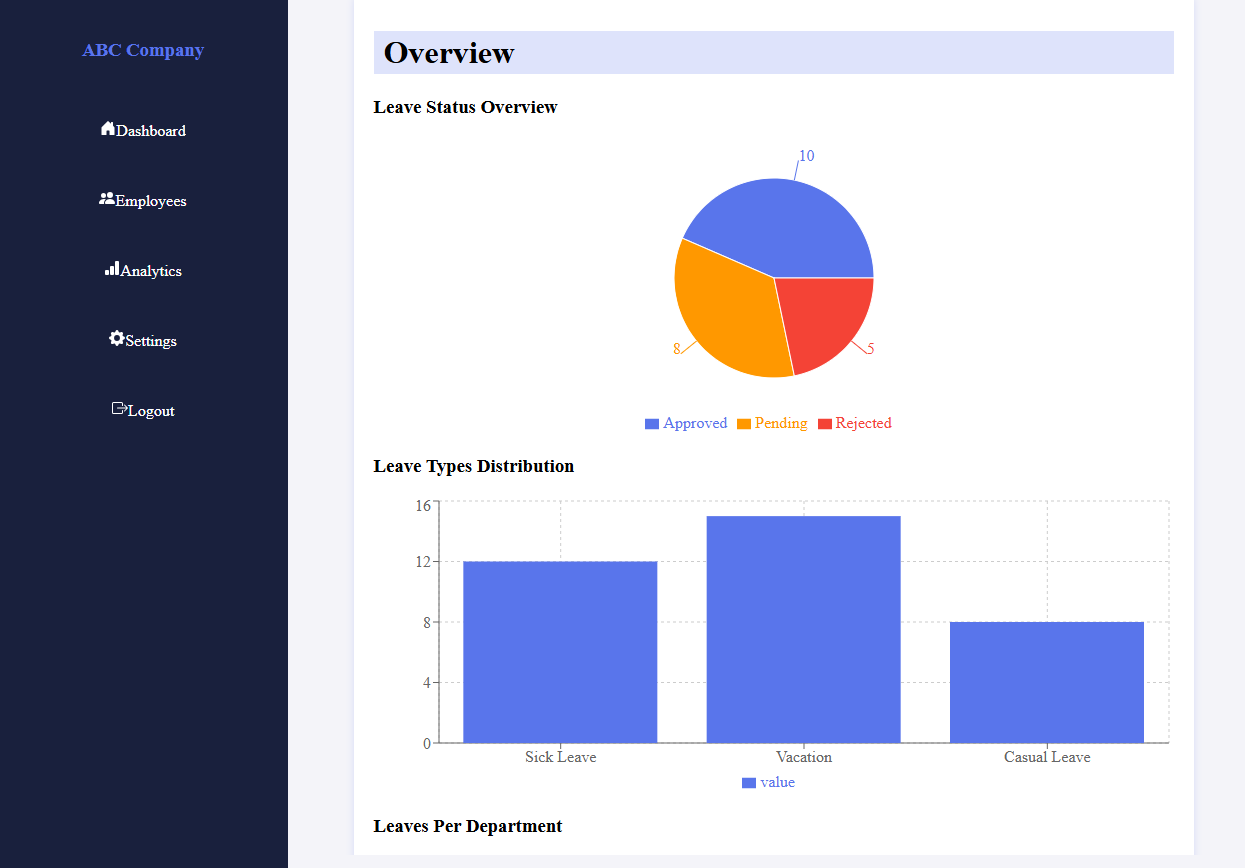 ABC Company
Dashboard
Employees
Analytics
Settings
Logout
Overview
Leave Status Overview
10
8
5
Approved Pending Rejected
Leave Types Distribution
16
12
8
4
0
Sick Leave Vacation Casual Leave
value
Leaves Per Department